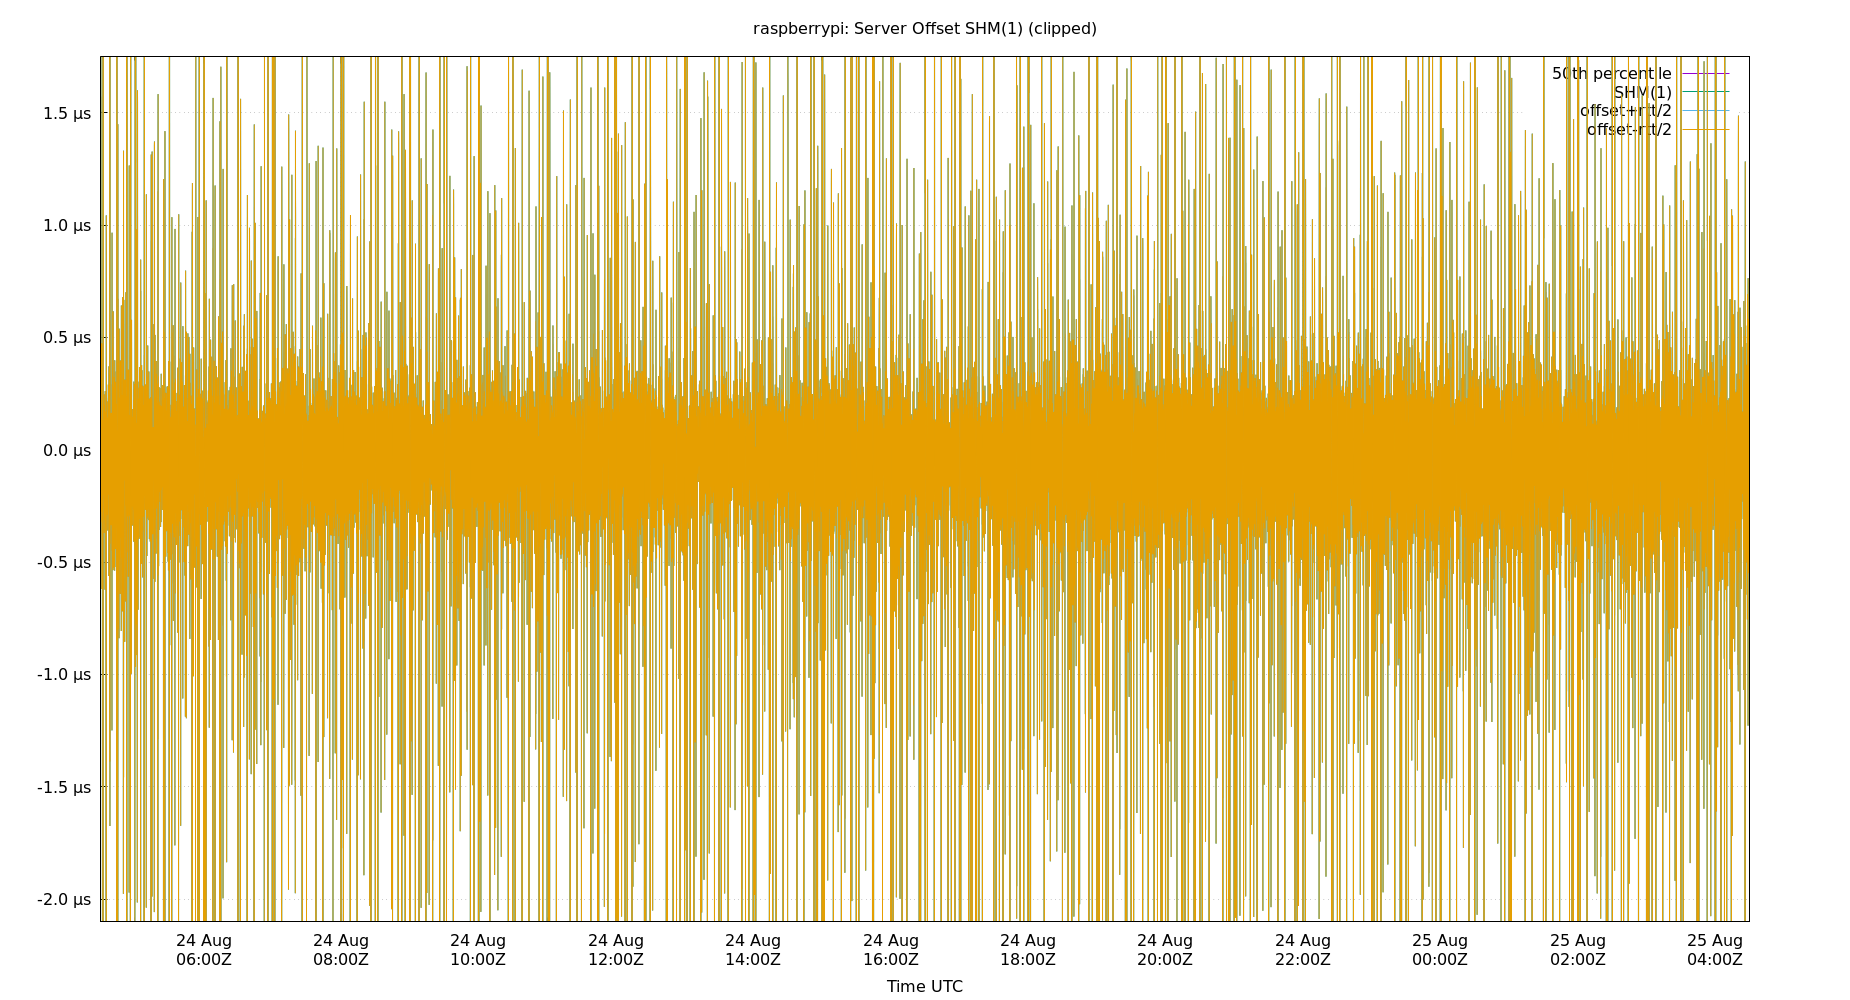 raspberrypi: Server Offset SHM(1) (clipped)
50th percentile
SHM(1)
offset+rtt/2
offset-rtt/2
1.5 µs
1.0 µs
0.5 µs
0.0 µs
-0.5 µs
-1.0 µs
-1.5 µs
-2.0 µs
24 Aug 24 Aug 24 Aug 24 Aug 24 Aug 24 Aug 24 Aug 24 Aug 24 Aug 25 Aug 25 Aug 25 Aug
06:00Z 08:00Z 10:00Z 12:00Z 14:00Z 16:00Z 18:00Z 20:00Z 22:00Z 00:00Z 02:00Z 04:00Z
Time UTC